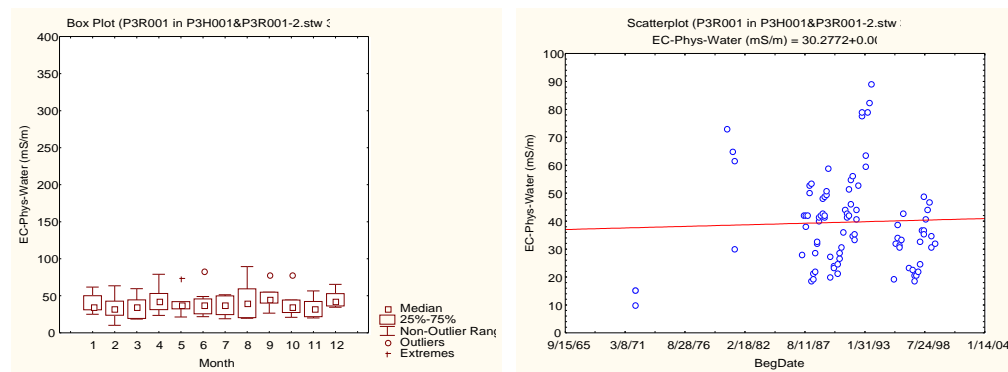 Box Plot (P3R001 in P3H001&P3R001-2.stw 3
EC-Phys-Water (mS/m)
400
350
300
250
200
150
100
50
0
1 2 3 4 5 6 7 8 9 10 11 12
Month
Median
25%-75%
Non-Outlier Rang
Outliers
Extremes
Scatterplot (P3R001 in P3H001&P3R001-2.stw
EC-Phys-Water (mS/m) = 30.2772+0.00
EC-Phys-Water (mS/m)
100
90
80
70
60
50
40
30
20
10
0
9/15/65 3/8/71 8/28/76 2/18/82 8/11/87 1/31/93 7/24/98 1/14/04
BegDate